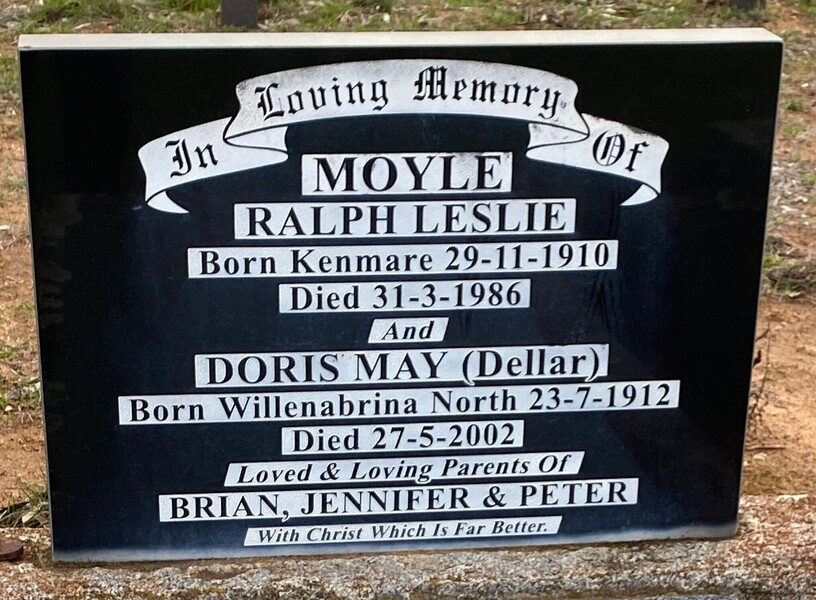 In Loving Memory Of
MOYLE
RALPH LESLIE
Born Kenmare 29-11-1910
Died 31-3-1986
And
DORIS MAY (Dellar)
Born Willenabrina North 23-7-1912
Died 27-5-2002
Loved & Loving Parents Of
BRIAN, JENNIFER & PETER
With Christ Which Is Far Better.